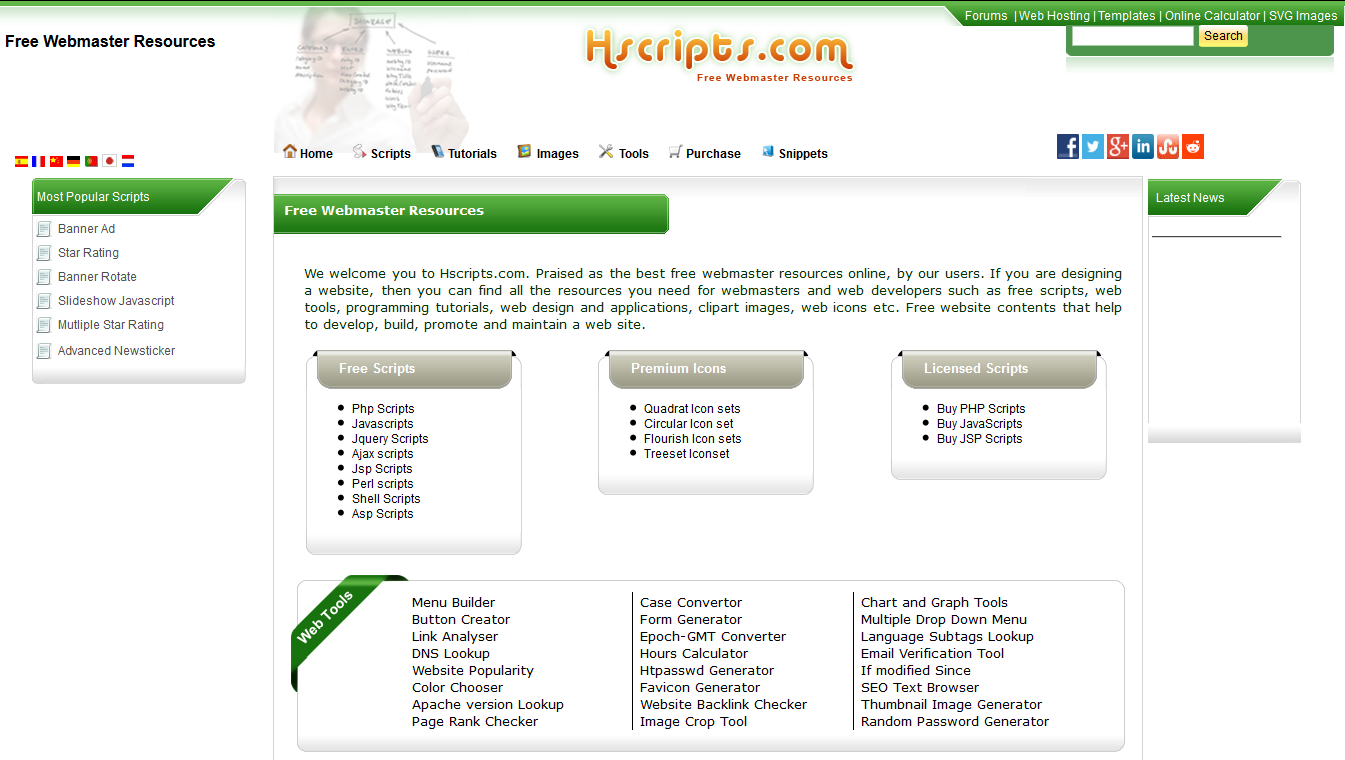 Forums | Web Hosting | Templates | Online Calculator | SVG Images
Search
Free Webmaster Resources
Hscripts.com
Free Webmaster Resources
Home Scripts Tutorials Images Tools Purchase Snippets
Most Popular Scripts
Banner Ad
Star Rating
Banner Rotate
Slideshow Javascript
Mutliple Star Rating
Advanced Newsticker
Free Webmaster Resources
We welcome you to Hscripts.com. Praised as the best free webmaster resources online, by our users. If you are designing
a website, then you can find all the resources you need for webmasters and web developers such as free scripts, web
tools, programming tutorials, web design and applications, clipart images, web icons etc. Free website contents that help
to develop, build, promote and maintain a web site.
Free Scripts
Php Scripts
Javascripts
Jquery Scripts
Ajax scripts
Jsp Scripts
Perl scripts
Shell Scripts
Asp Scripts
Premium Icons
Quadrat Icon sets
Circular Icon set
Flourish Icon sets
Treeset Iconset
Licensed Scripts
Buy PHP Scripts
Buy JavaScripts
Buy JSP Scripts
Latest News
Web Tools
Menu Builder
Button Creator
Link Analyser
DNS Lookup
Website Popularity
Color Chooser
Apache version Lookup
Page Rank Checker
Case Convertor
Form Generator
Epoch-GMT Converter
Hours Calculator
Htpasswd Generator
Favicon Generator
Website Backlink Checker
Image Crop Tool
Chart and Graph Tools
Multiple Drop Down Menu
Language Subtags Lookup
Email Verification Tool
If modified Since
SEO Text Browser
Thumbnail Image Generator
Random Password Generator